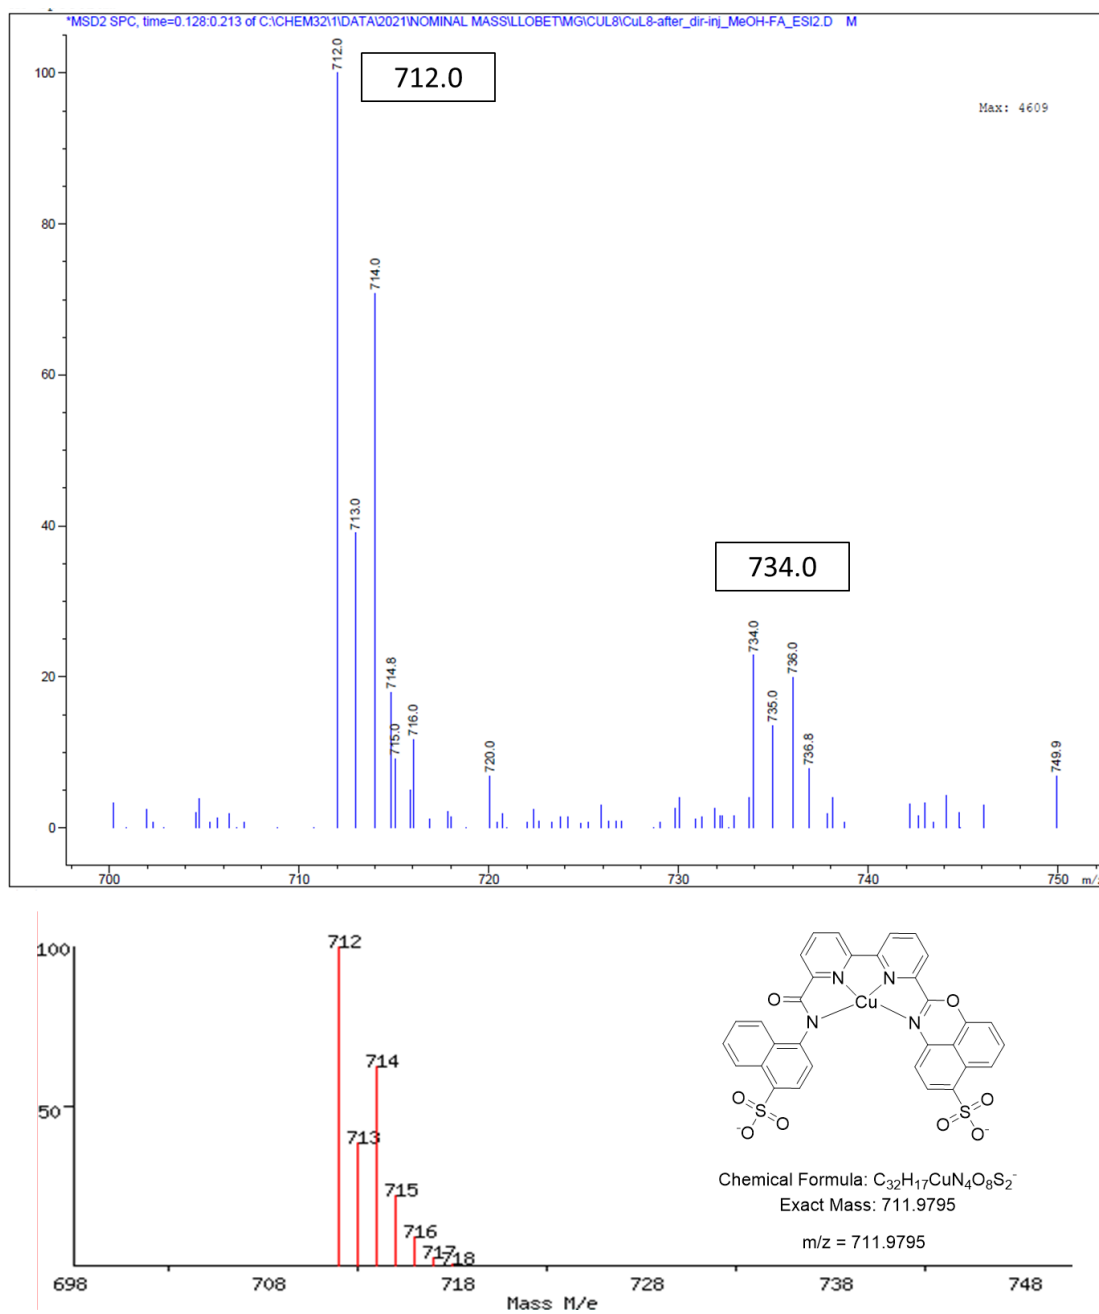 *MSD2 SPC, time=0.128:0.213 of C:\CHEM32\1\DATA\2021\NOMINAL MASS\LLOBET\MG\CUL8\CuL8-after_dir-inj_MeOH-FA_ESI2.D M
712.0
712.0
100
Max: 4609
714.0
80
60
713.0
40
734.0
734.0
736.0
20
714.8
735.0
716.0
715.0
736.8
720.0
749.9
0
700
710
720
730
740
750
m/z
100
712
714
50
713
715
716
717
718
698
708
718
728
738
748
Mass M/e
N
N
O
Cu
O
N
N
O
S
O
-O
O
S
O
O
O-
Chemical Formula: C32H17CuN4O8S2-
Exact Mass: 711.9795
m/z = 711.9795